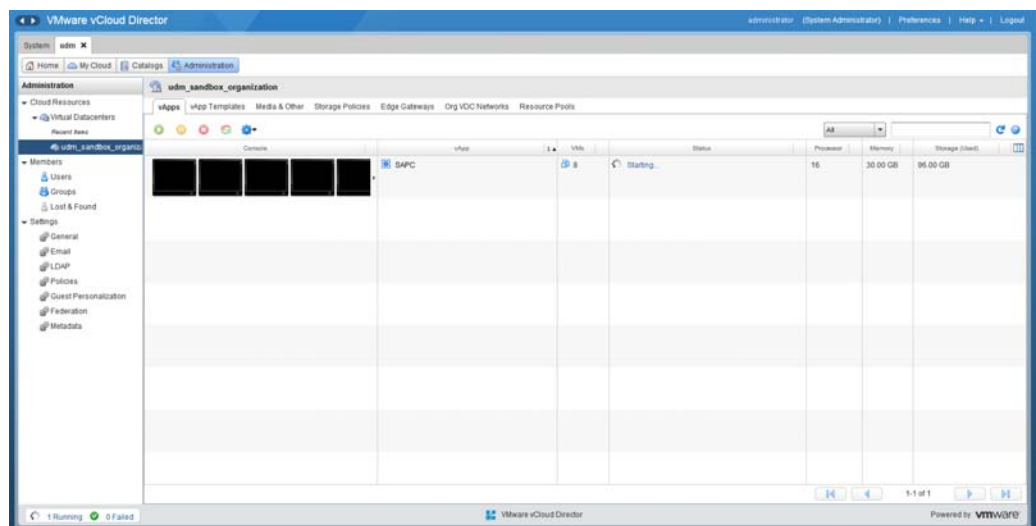 VMware vCloud Director
administrator (System Administrator) | Preferences | Help | Logout
System udm
Home My Cloud Catalogs Administration
Administration
udm_sandbox_organization
Cloud Resources
Virtual Datacenters
Recent Items
udm_sandbox_organiz
Members
Users
Groups
Lost & Found
Settings
General
Email
LDAP
Policies
Guest Personalization
Federation
Metadata
vApps vApp Templates Media & Other Storage Policies Edge Gateways Org VDC Networks Resource Pools
All
Console vApp 1 VMs Status Processor Memory Storage (Used)
SAPC 8 Starting... 16 30.00 GB 96.00 GB
1-1 of 1
1 Running 0 Failed
VMware vCloud Director
Powered by vmware